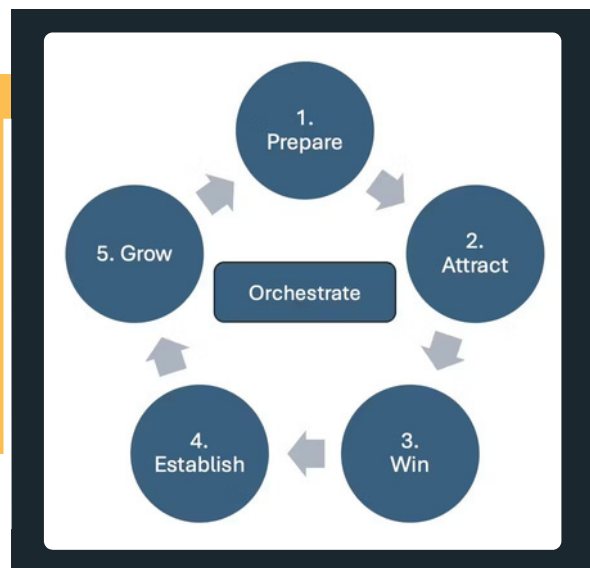 1.
Prepare
2.
Attract
3.
Win
4.
Establish
5. Grow
Orchestrate